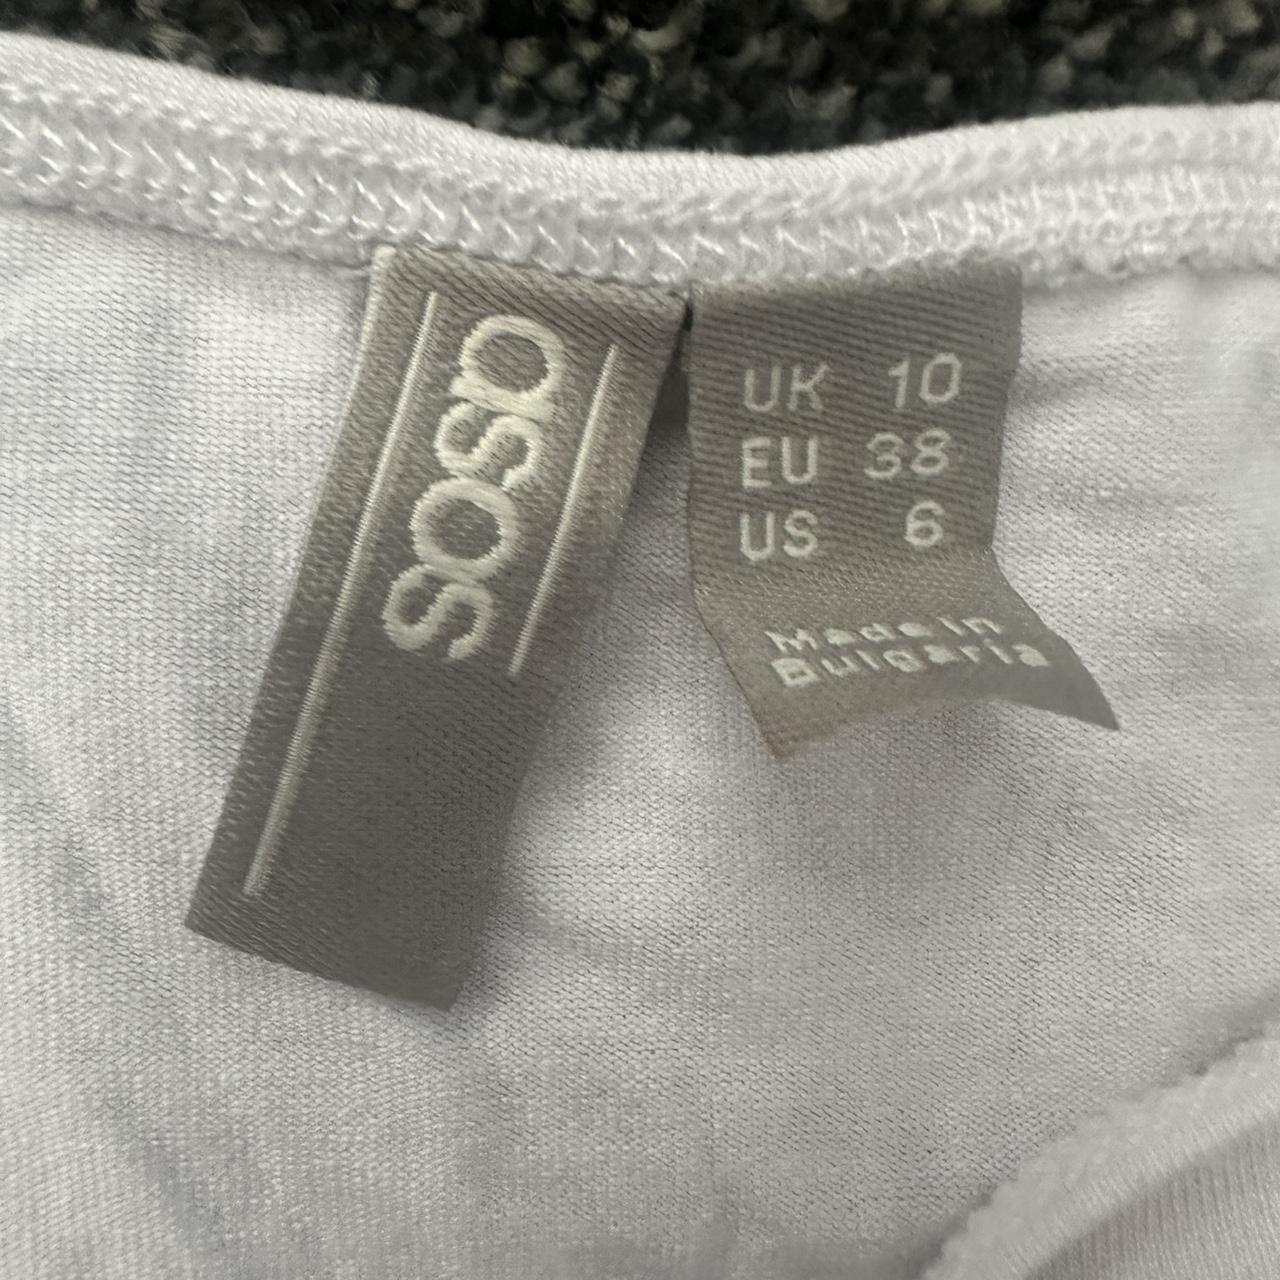 asos
UK 10
EU 38
US 6
Made in
Bulgaria